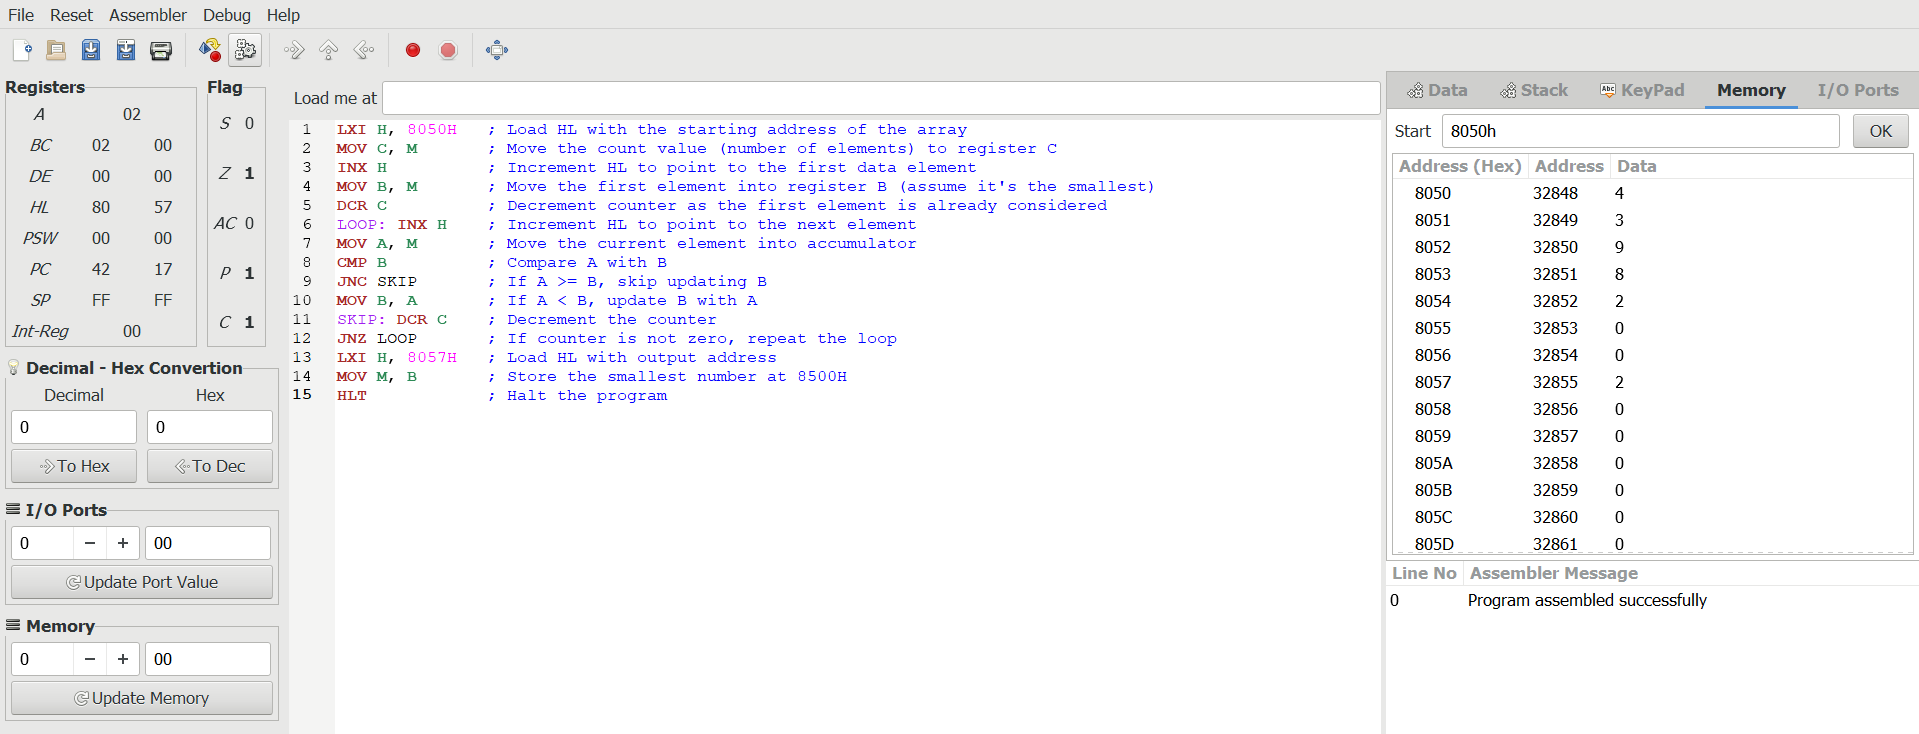 File Reset Assembler Debug Help
Registers
A 02
BC 02 00
DE 00 00
HL 80 57
PSW 00 00
PC 42 17
SP FF FF
Int-Reg 00
Flag
S 0
Z 1
AC 0
P 1
C 1
Decimal - Hex Convertion
Decimal Hex
0 0
To Hex To Dec
I/O Ports
0 − + 00
Update Port Value
Memory
0 − + 00
Update Memory
Load me at
1 LXI H, 8050H ; Load HL with the starting address of the array
2 MOV C, M ; Move the count value (number of elements) to register C
3 INX H ; Increment HL to point to the first data element
4 MOV B, M ; Move the first element into register B (assume it's the smallest)
5 DCR C ; Decrement counter as the first element is already considered
6 LOOP: INX H ; Increment HL to point to the next element
7 MOV A, M ; Move the current element into accumulator
8 CMP B ; Compare A with B
9 JNC SKIP ; If A >= B, skip updating B
10 MOV B, A ; If A < B, update B with A
11 SKIP: DCR C ; Decrement the counter
12 JNZ LOOP ; If counter is not zero, repeat the loop
13 LXI H, 8057H ; Load HL with output address
14 MOV M, B ; Store the smallest number at 8500H
15 HLT ; Halt the program
Data Stack Abc KeyPad Memory I/O Ports
Start 8050h OK
Address (Hex) Address Data
8050 32848 4
8051 32849 3
8052 32850 9
8053 32851 8
8054 32852 2
8055 32853 0
8056 32854 0
8057 32855 2
8058 32856 0
8059 32857 0
805A 32858 0
805B 32859 0
805C 32860 0
805D 32861 0
Line No Assembler Message
0 Program assembled successfully